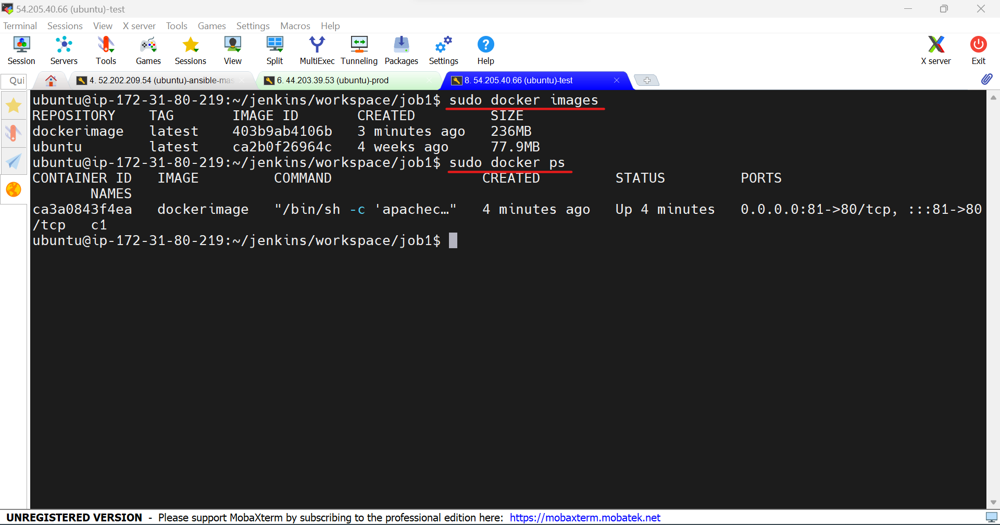 54.205.40.66 (ubuntu)-test
Terminal Sessions View X server Tools Games Settings Macros Help
Session Servers Tools Games Sessions View Split MultiExec Tunneling Packages Settings Help X server Exit
Qui 4. 52.202.209.54 (ubuntu)-ansible-mas 6. 44.203.39.53 (ubuntu)-prod 8. 54.205.40.66 (ubuntu)-test
ubuntu@ip-172-31-80-219:~/jenkins/workspace/job1$ sudo docker images
REPOSITORY    TAG       IMAGE ID       CREATED         SIZE
dockerimage   latest    403b9ab4106b   3 minutes ago   236MB
ubuntu        latest    ca2b0f26964c   4 weeks ago     77.9MB
ubuntu@ip-172-31-80-219:~/jenkins/workspace/job1$ sudo docker ps
CONTAINER ID   IMAGE         COMMAND                  CREATED         STATUS         PORTS
       NAMES
ca3a0843f4ea   dockerimage   "/bin/sh -c 'apachec…"   4 minutes ago   Up 4 minutes   0.0.0.0:81->80/tcp, :::81->80
/tcp   c1
ubuntu@ip-172-31-80-219:~/jenkins/workspace/job1$
UNREGISTERED VERSION - Please support MobaXterm by subscribing to the professional edition here: https://mobaxterm.mobatek.net